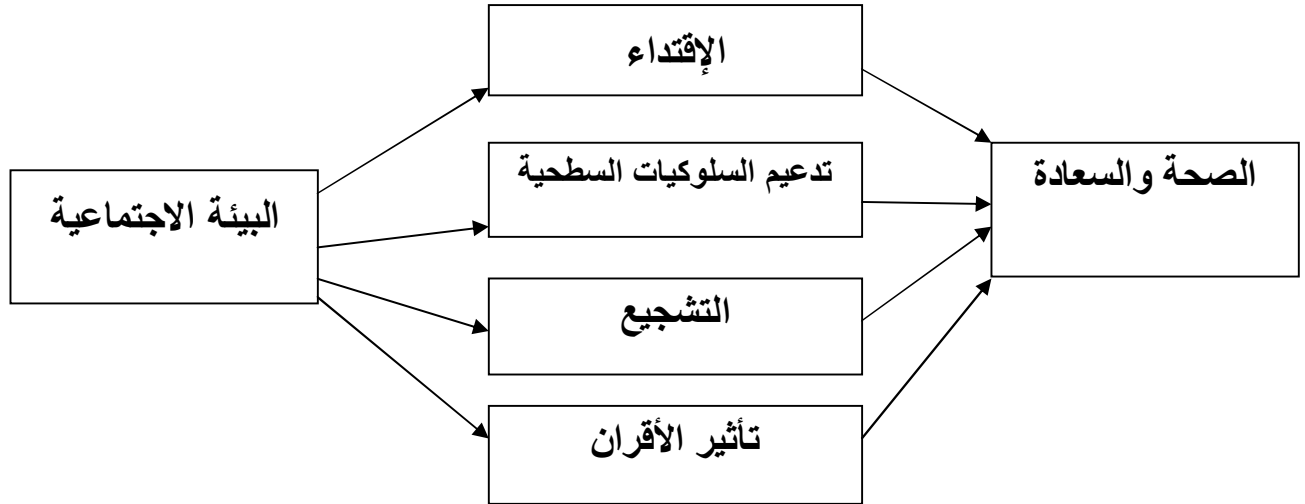 الإقتداء
تدعيم السلوكيات السطحية
الصحة والسعادة
البيئة الاجتماعية
التشجيع
تأثير الأقران